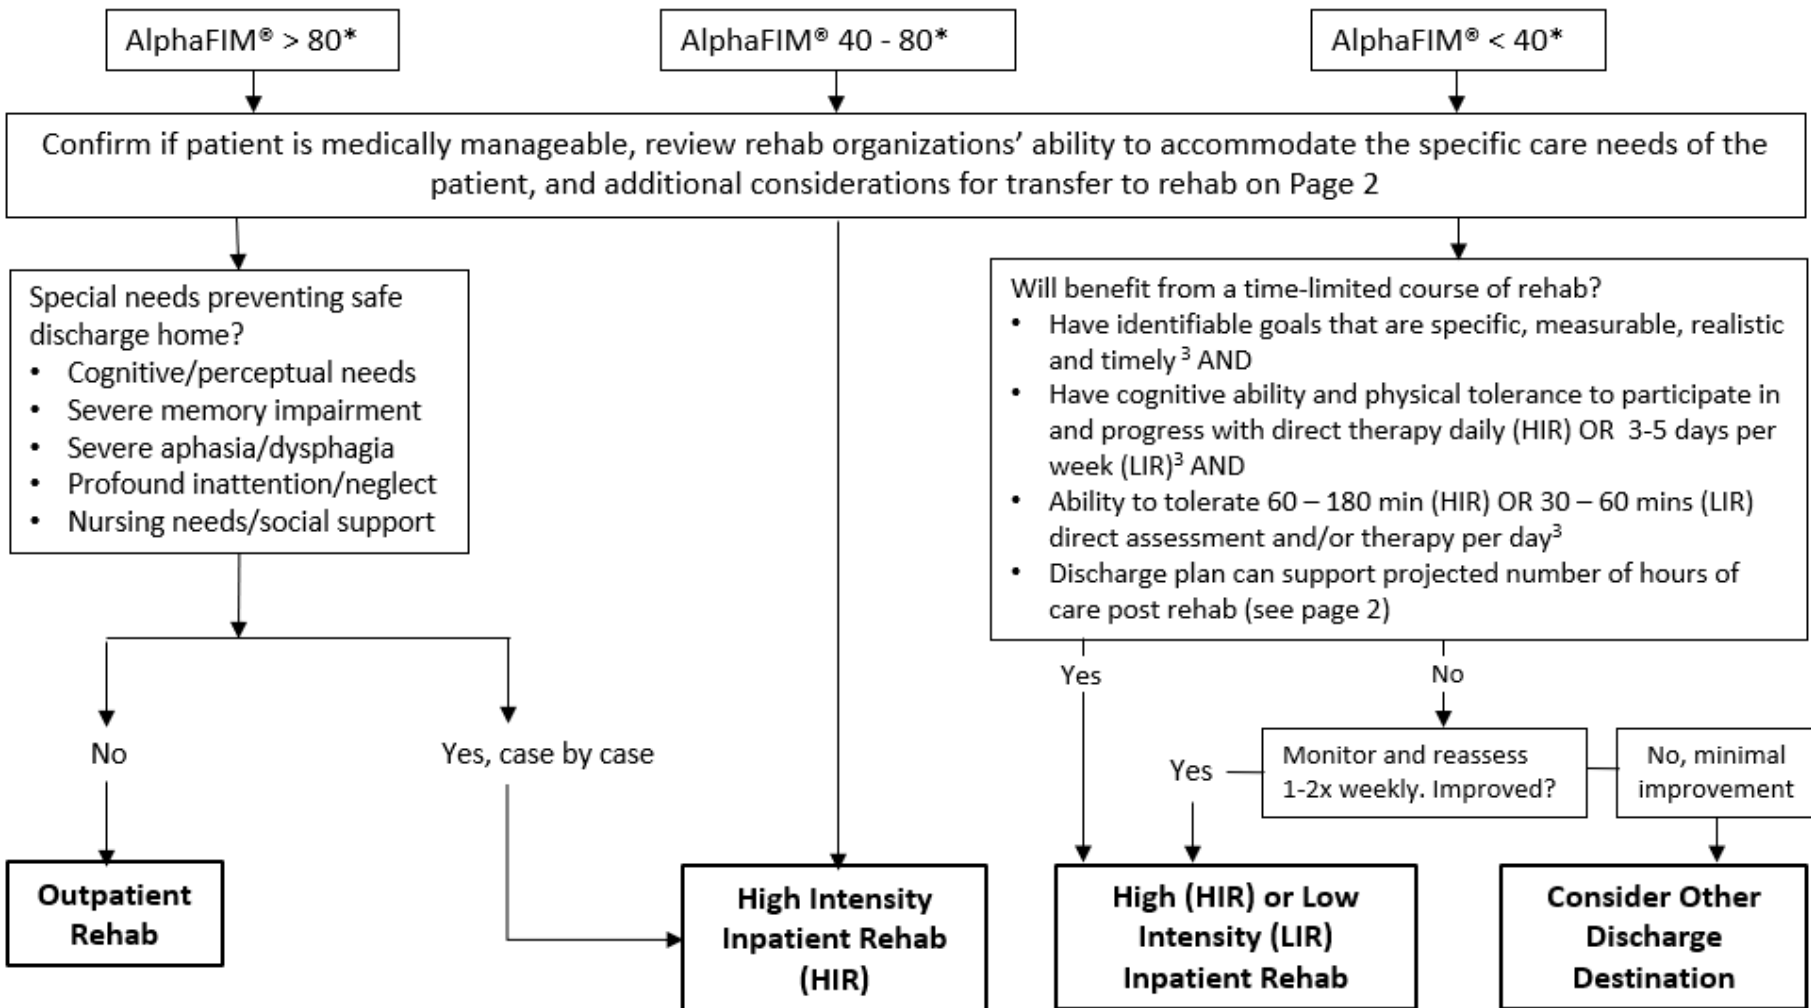 AlphaFIM® > 80*
AlphaFIM® 40 - 80*
AlphaFIM® < 40*
Confirm if patient is medically manageable, review rehab organizations’ ability to accommodate the specific care needs of the
patient, and additional considerations for transfer to rehab on Page 2
Special needs preventing safe
discharge home?
• Cognitive/perceptual needs
• Severe memory impairment
• Severe aphasia/dysphagia
• Profound inattention/neglect
• Nursing needs/social support
Will benefit from a time-limited course of rehab?
• Have identifiable goals that are specific, measurable, realistic
and timely ³ AND
• Have cognitive ability and physical tolerance to participate in
and progress with direct therapy daily (HIR) OR 3-5 days per
week (LIR)³ AND
• Ability to tolerate 60 – 180 min (HIR) OR 30 – 60 mins (LIR)
direct assessment and/or therapy per day³
• Discharge plan can support projected number of hours of
care post rehab (see page 2)
No
Yes, case by case
Yes
No
Yes
Monitor and reassess
1-2x weekly. Improved?
No, minimal
improvement
Outpatient
Rehab
High Intensity
Inpatient Rehab
(HIR)
High (HIR) or Low
Intensity (LIR)
Inpatient Rehab
Consider Other
Discharge
Destination